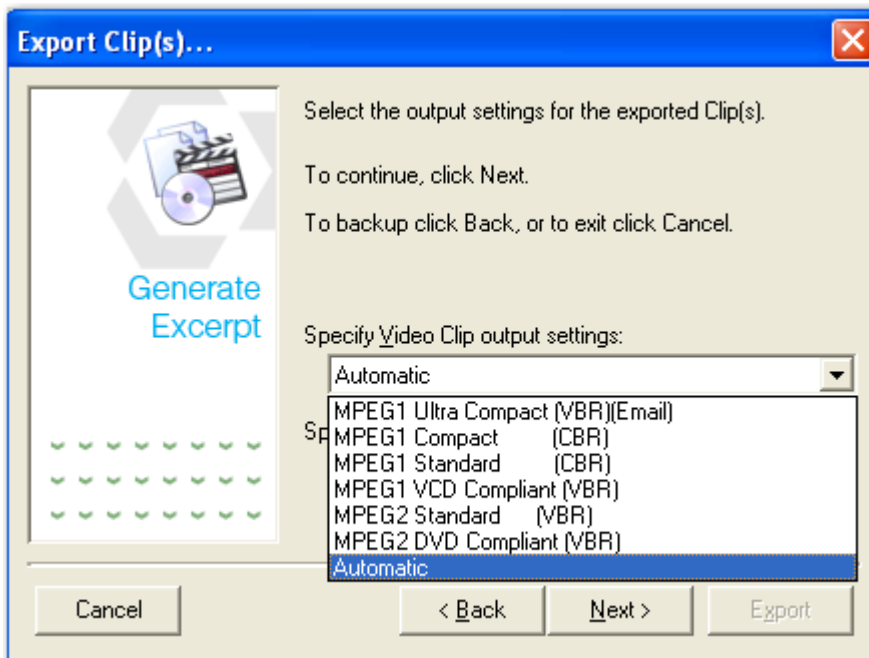 Export Clip(s)...
Generate
Excerpt
Select the output settings for the exported Clip(s).
To continue, click Next.
To backup click Back, or to exit click Cancel.
Specify Video Clip output settings:
Automatic
MPEG1 Ultra Compact (VBR)(Email)
MPEG1 Compact (CBR)
MPEG1 Standard (CBR)
MPEG1 VCD Compliant (VBR)
MPEG2 Standard (VBR)
MPEG2 DVD Compliant (VBR)
Automatic
Cancel
< Back
Next >
Export